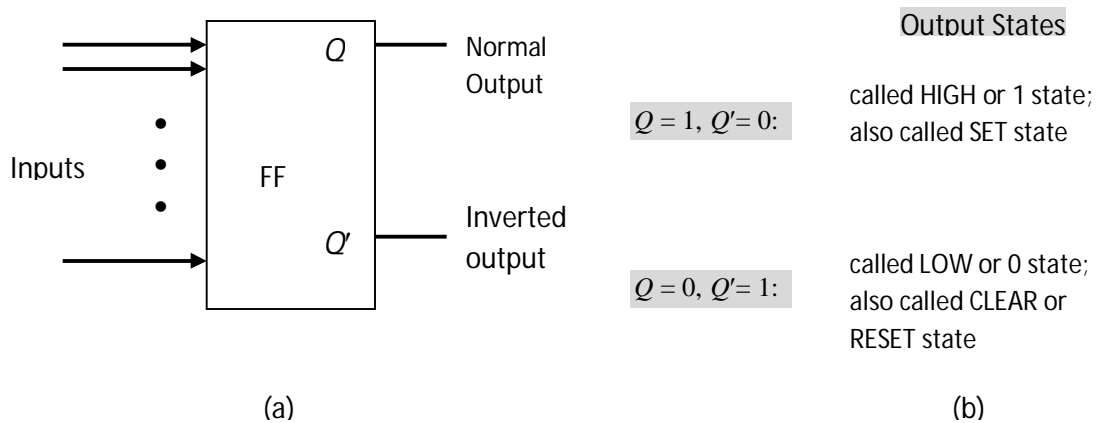 Inputs
FF
Q
Q'
Normal
Output
Inverted
output
(a)
Output States
Q = 1, Q'= 0:
called HIGH or 1 state;
also called SET state
Q = 0, Q'= 1:
called LOW or 0 state;
also called CLEAR or
RESET state
(b)